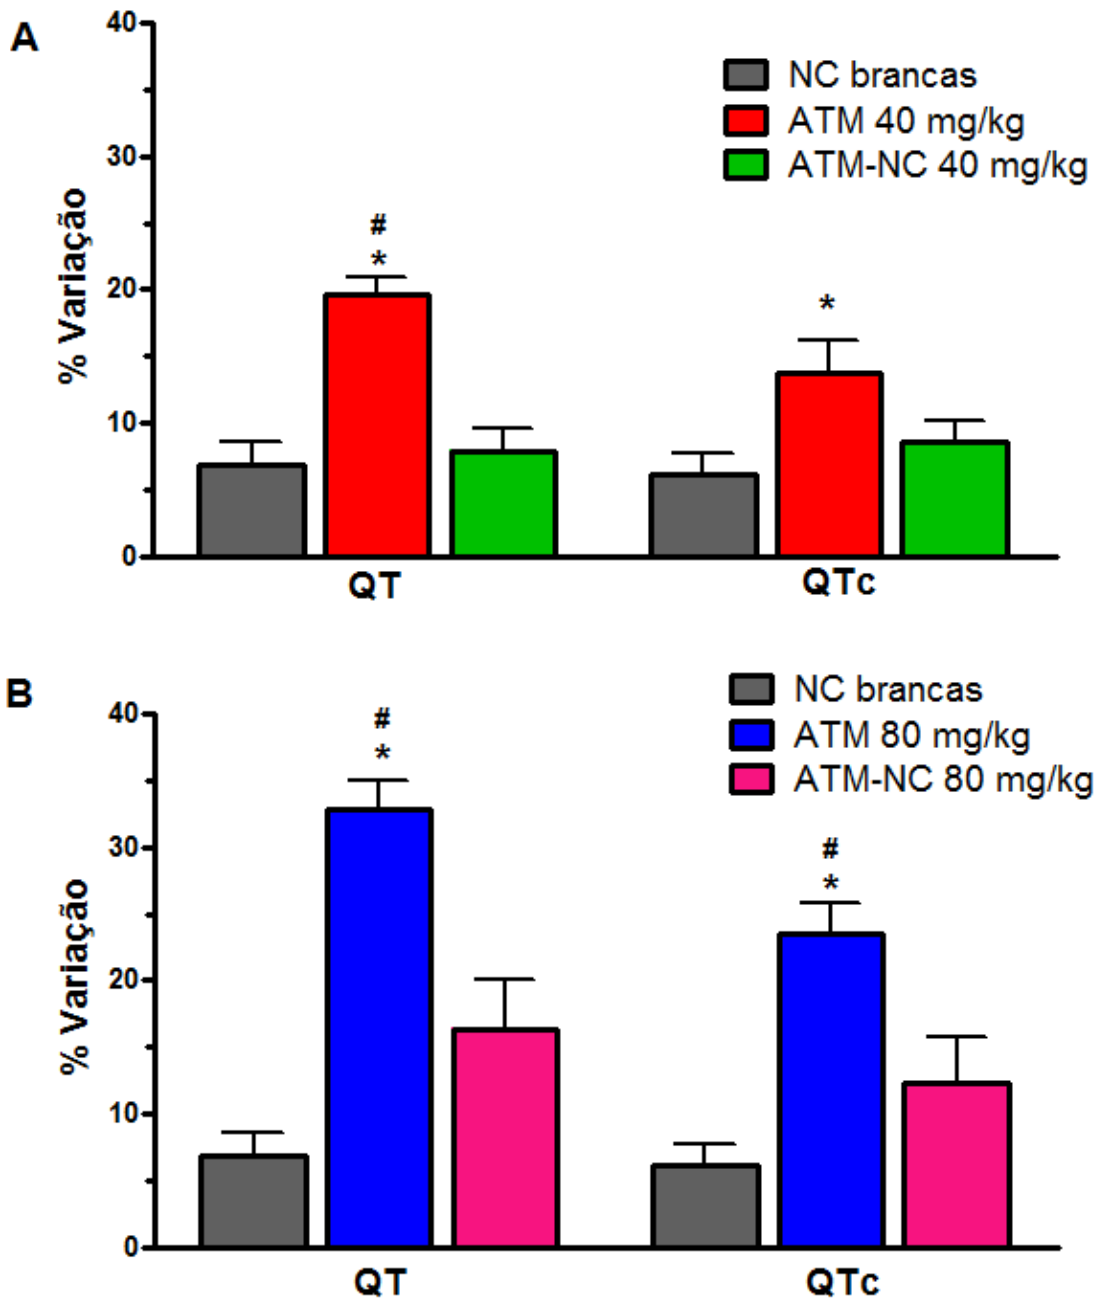 A
40
30
20
10
0
% Variação
NC brancas
ATM 40 mg/kg
ATM-NC 40 mg/kg
#
*
*
QT
QTc
B
40
30
20
10
0
% Variação
NC brancas
ATM 80 mg/kg
ATM-NC 80 mg/kg
#
*
#
*
QT
QTc